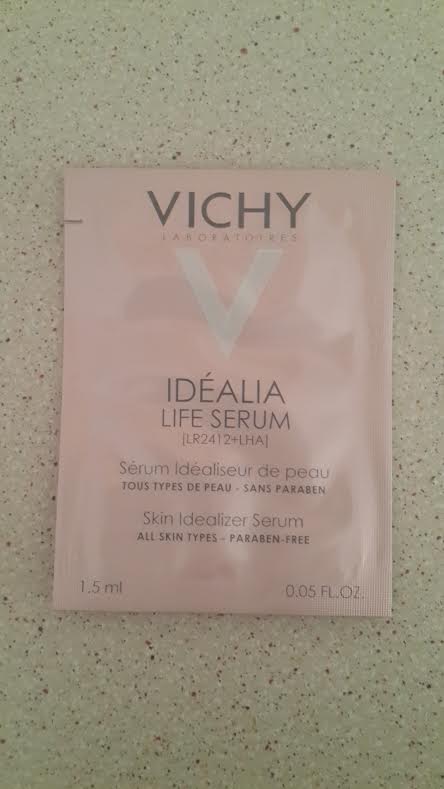 VICHY
LABORATOIRES
V
IDÉALIA
LIFE SERUM
[LR2412+LHA]
Sérum Idéaliseur de peau
TOUS TYPES DE PEAU - SANS PARABEN
Skin Idealizer Serum
ALL SKIN TYPES - PARABEN-FREE
1.5 ml 0.05 FL.OZ.